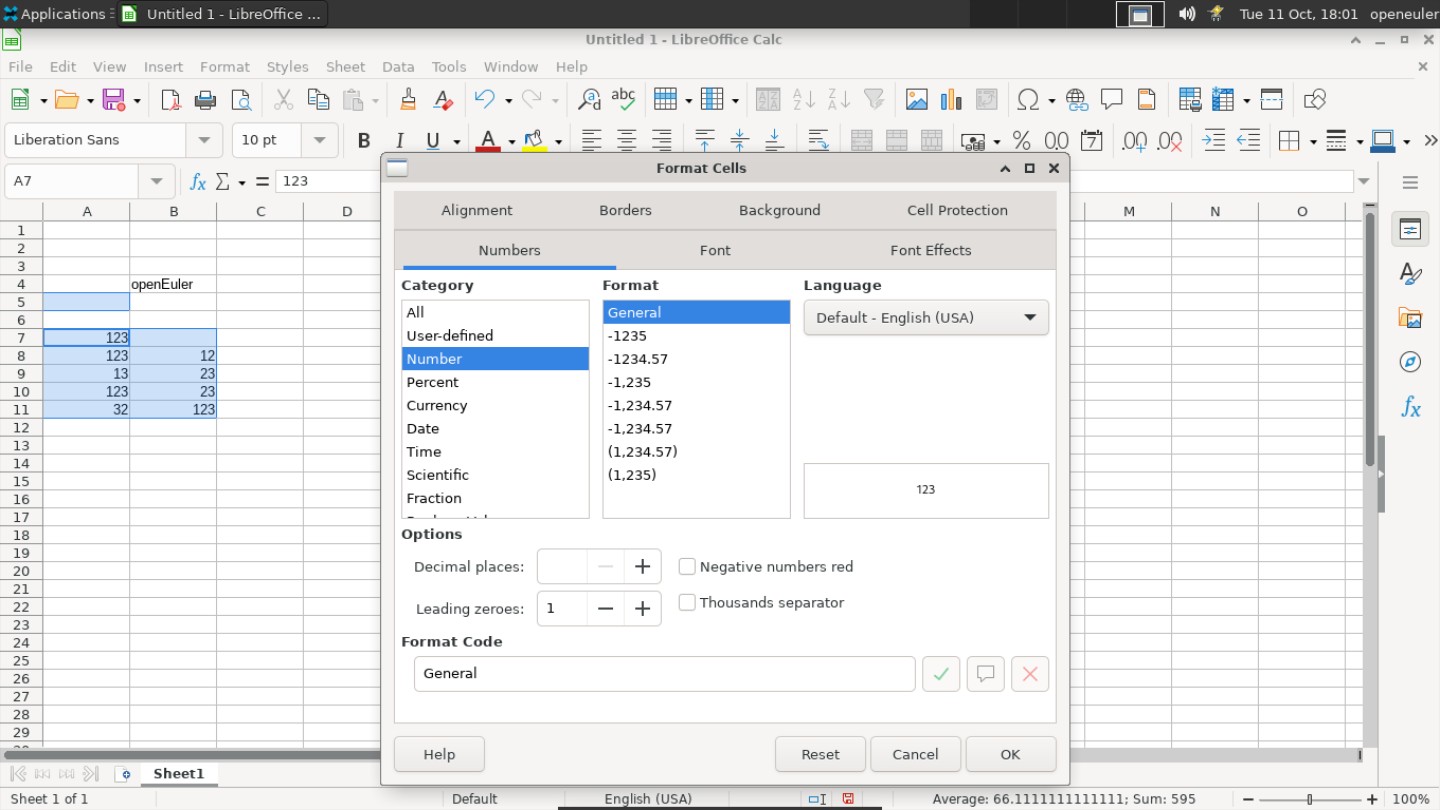 Applications
Untitled 1 - LibreOffice ...
Tue 11 Oct, 18:01
openeuler
Untitled 1 - LibreOffice Calc
File Edit View Insert Format Styles Sheet Data Tools Window Help
abc
Liberation Sans
10 pt
B I U A
% 0.0 7 .00 .00
A7
fx Σ = 123
A B C D M N O
1
2
3
4 openEuler
5
6
7 123
8 123 12
9 13 23
10 123 23
11 32 123
12
13
14
15
16
17
18
19
20
21
22
23
24
25
26
27
28
29
Format Cells
Alignment Borders Background Cell Protection
Numbers Font Font Effects
Category
All
User-defined
Number
Percent
Currency
Date
Time
Scientific
Fraction
Format
General
-1235
-1234.57
-1,235
-1,234.57
-1,234.57
(1,234.57)
(1,235)
Language
Default - English (USA)
123
Options
Decimal places:
Negative numbers red
Leading zeroes: 1
Thousands separator
Format Code
General
Help Reset Cancel OK
Sheet1
Sheet 1 of 1
Default
English (USA)
Average: 66.1111111111111; Sum: 595
100%